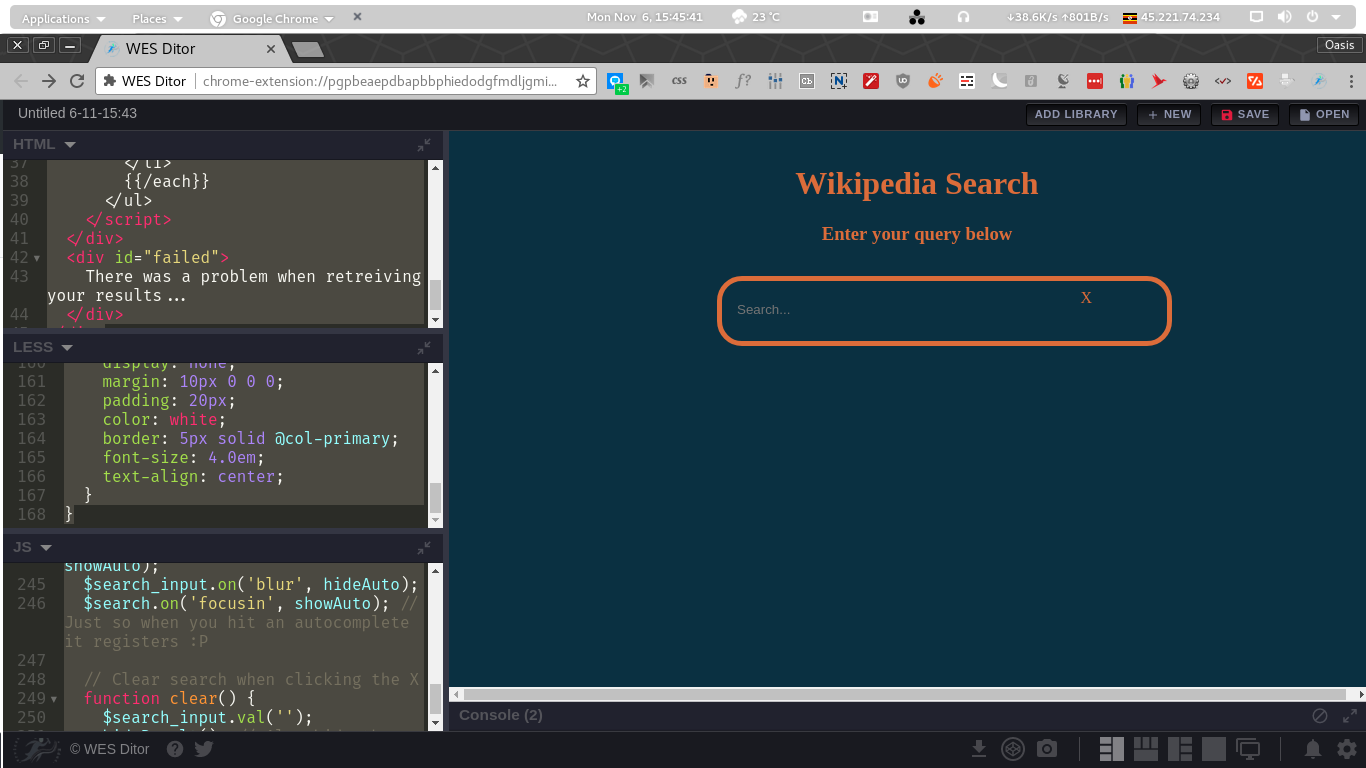 Applications Places Google Chrome Mon Nov 6, 15:45:41 23 ℃ ↓38.6K/s ↑801B/s 45.221.74.234
WES Ditor Oasis
WES Ditor chrome-extension://pgpbeaepdbapbbphiedodgfmdljgmi... +2 css f?
Untitled 6-11-15:43 ADD LIBRARY + NEW SAVE OPEN
HTML
37 </li>
38 {{/each}}
39 </ul>
40 </script>
41 </div>
42 <div id="failed">
43 There was a problem when retreiving
your results...
44 </div>
LESS
160 display: none;
161 margin: 10px 0 0 0;
162 padding: 20px;
163 color: white;
164 border: 5px solid @col-primary;
165 font-size: 4.0em;
166 text-align: center;
167 }
168 }
JS
showAuto);
245 $search_input.on('blur', hideAuto);
246 $search.on('focusin', showAuto); //
Just so when you hit an autocomplete
it registers :P
247
248 // Clear search when clicking the X
249 function clear() {
250 $search_input.val('');
Wikipedia Search
Enter your query below
Search... X
Console (2)
© WES Ditor ?